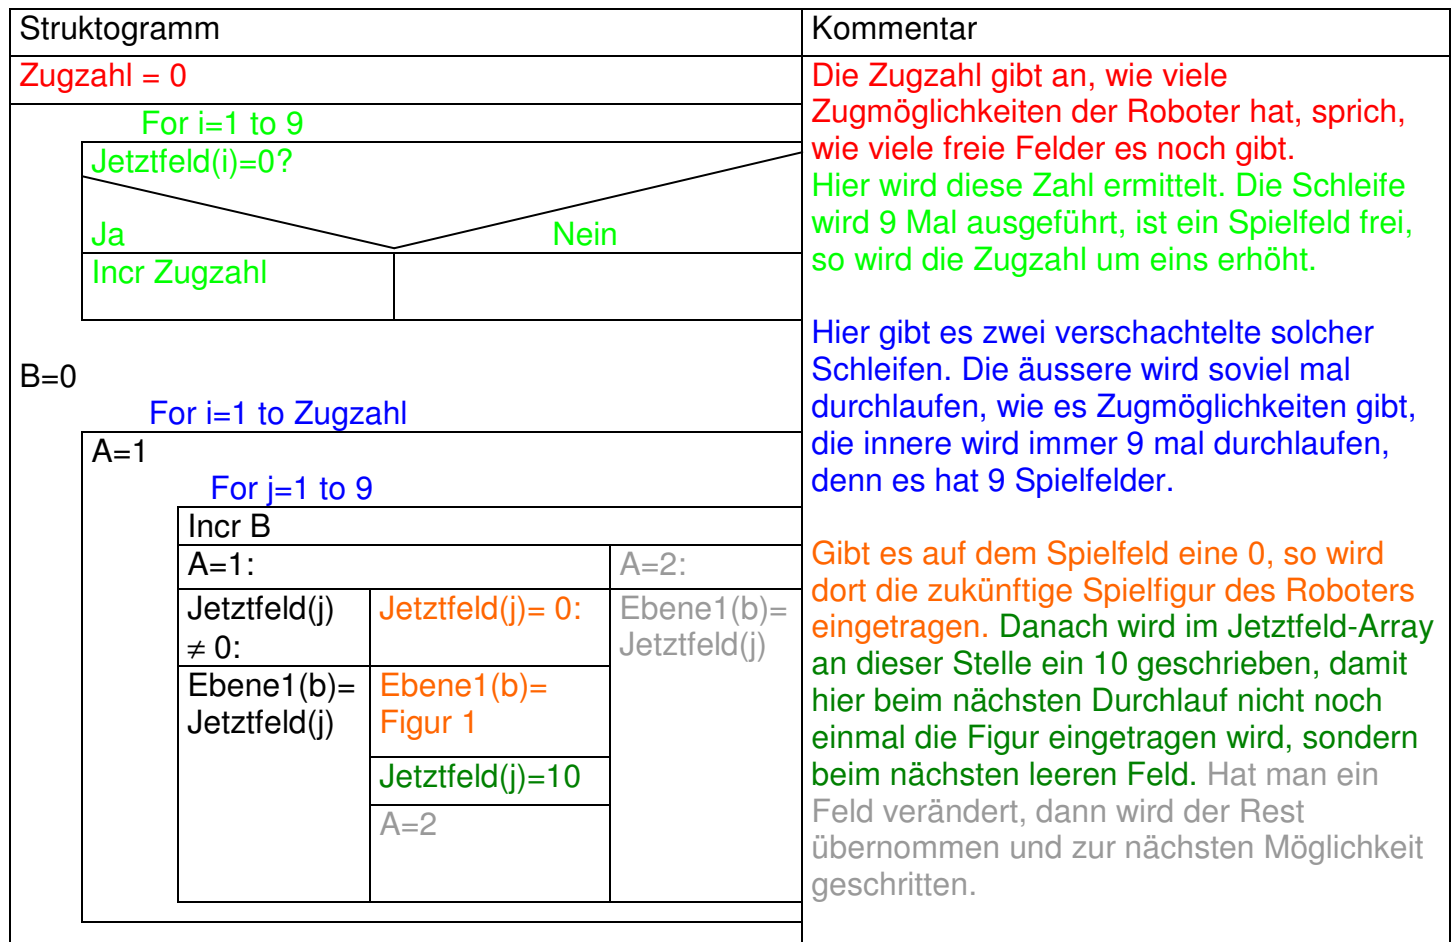 Struktogramm
Kommentar
Zugzahl = 0
For i=1 to 9
Jetztfeld(i)=0?
Ja
Nein
Incr Zugzahl
B=0
For i=1 to Zugzahl
A=1
For j=1 to 9
Incr B
A=1:
A=2:
Jetztfeld(j)
≠ 0:
Jetztfeld(j)= 0:
Ebene1(b)=
Jetztfeld(j)
Ebene1(b)=
Jetztfeld(j)
Ebene1(b)=
Figur 1
Jetztfeld(j)=10
A=2
Die Zugzahl gibt an, wie viele
Zugmöglichkeiten der Roboter hat, sprich,
wie viele freie Felder es noch gibt.
Hier wird diese Zahl ermittelt. Die Schleife
wird 9 Mal ausgeführt, ist ein Spielfeld frei,
so wird die Zugzahl um eins erhöht.
Hier gibt es zwei verschachtelte solcher
Schleifen. Die äussere wird soviel mal
durchlaufen, wie es Zugmöglichkeiten gibt,
die innere wird immer 9 mal durchlaufen,
denn es hat 9 Spielfelder.
Gibt es auf dem Spielfeld eine 0, so wird
dort die zukünftige Spielfigur des Roboters
eingetragen. Danach wird im Jetztfeld-Array
an dieser Stelle ein 10 geschrieben, damit
hier beim nächsten Durchlauf nicht noch
einmal die Figur eingetragen wird, sondern
beim nächsten leeren Feld. Hat man ein
Feld verändert, dann wird der Rest
übernommen und zur nächsten Möglichkeit
geschritten.